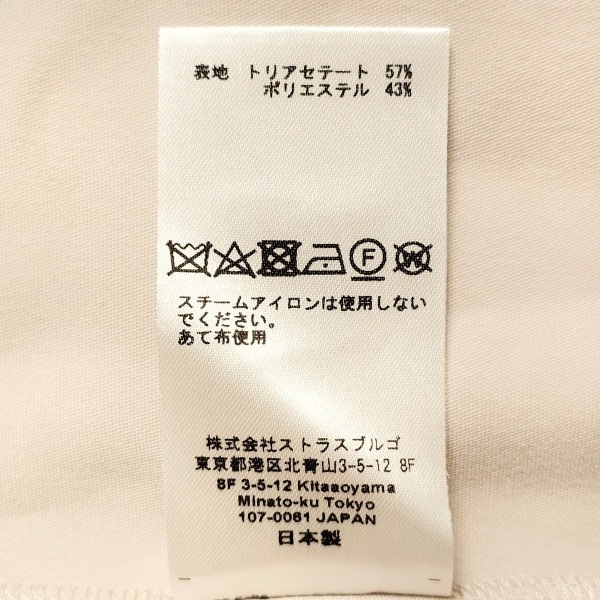 表地 トリアセテート 57%
ポリエステル 43%
F W
スチームアイロンは使用しない
でください。
あて布使用
株式会社ストラスブルゴ
東京都港区北青山3-5-12 8F
8F 3-5-12 Kitaaoyama
Minato-ku Tokyo
107-0061 JAPAN
日本製